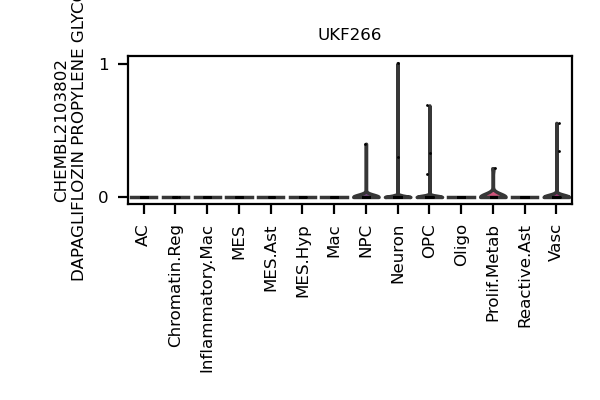 UKF266
CHEMBL2103802
DAPAGLIFLOZIN PROPYLENE
1
0
AC
Chromatin.Reg
Inflammatory.Mac
MES
MES.Ast
MES.Hyp
Mac
NPC
Neuron
OPC
Oligo
Prolif.Metab
Reactive.Ast
Vasc